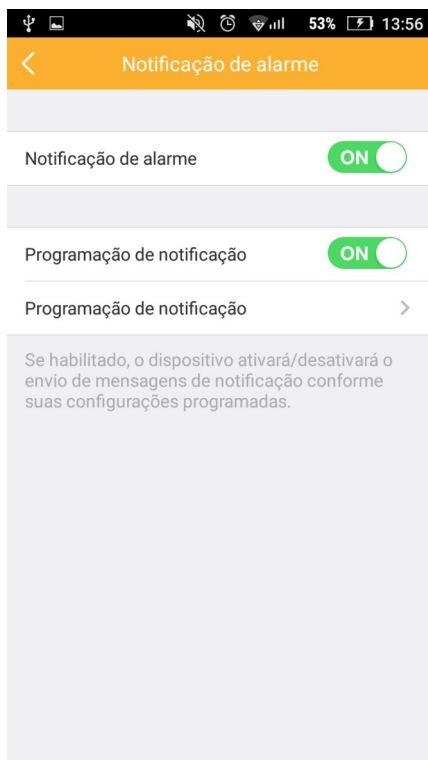 53% 13:56
Notificação de alarme
Notificação de alarme ON
Programação de notificação ON
Programação de notificação
Se habilitado, o dispositivo ativará/desativará o
envio de mensagens de notificação conforme
suas configurações programadas.